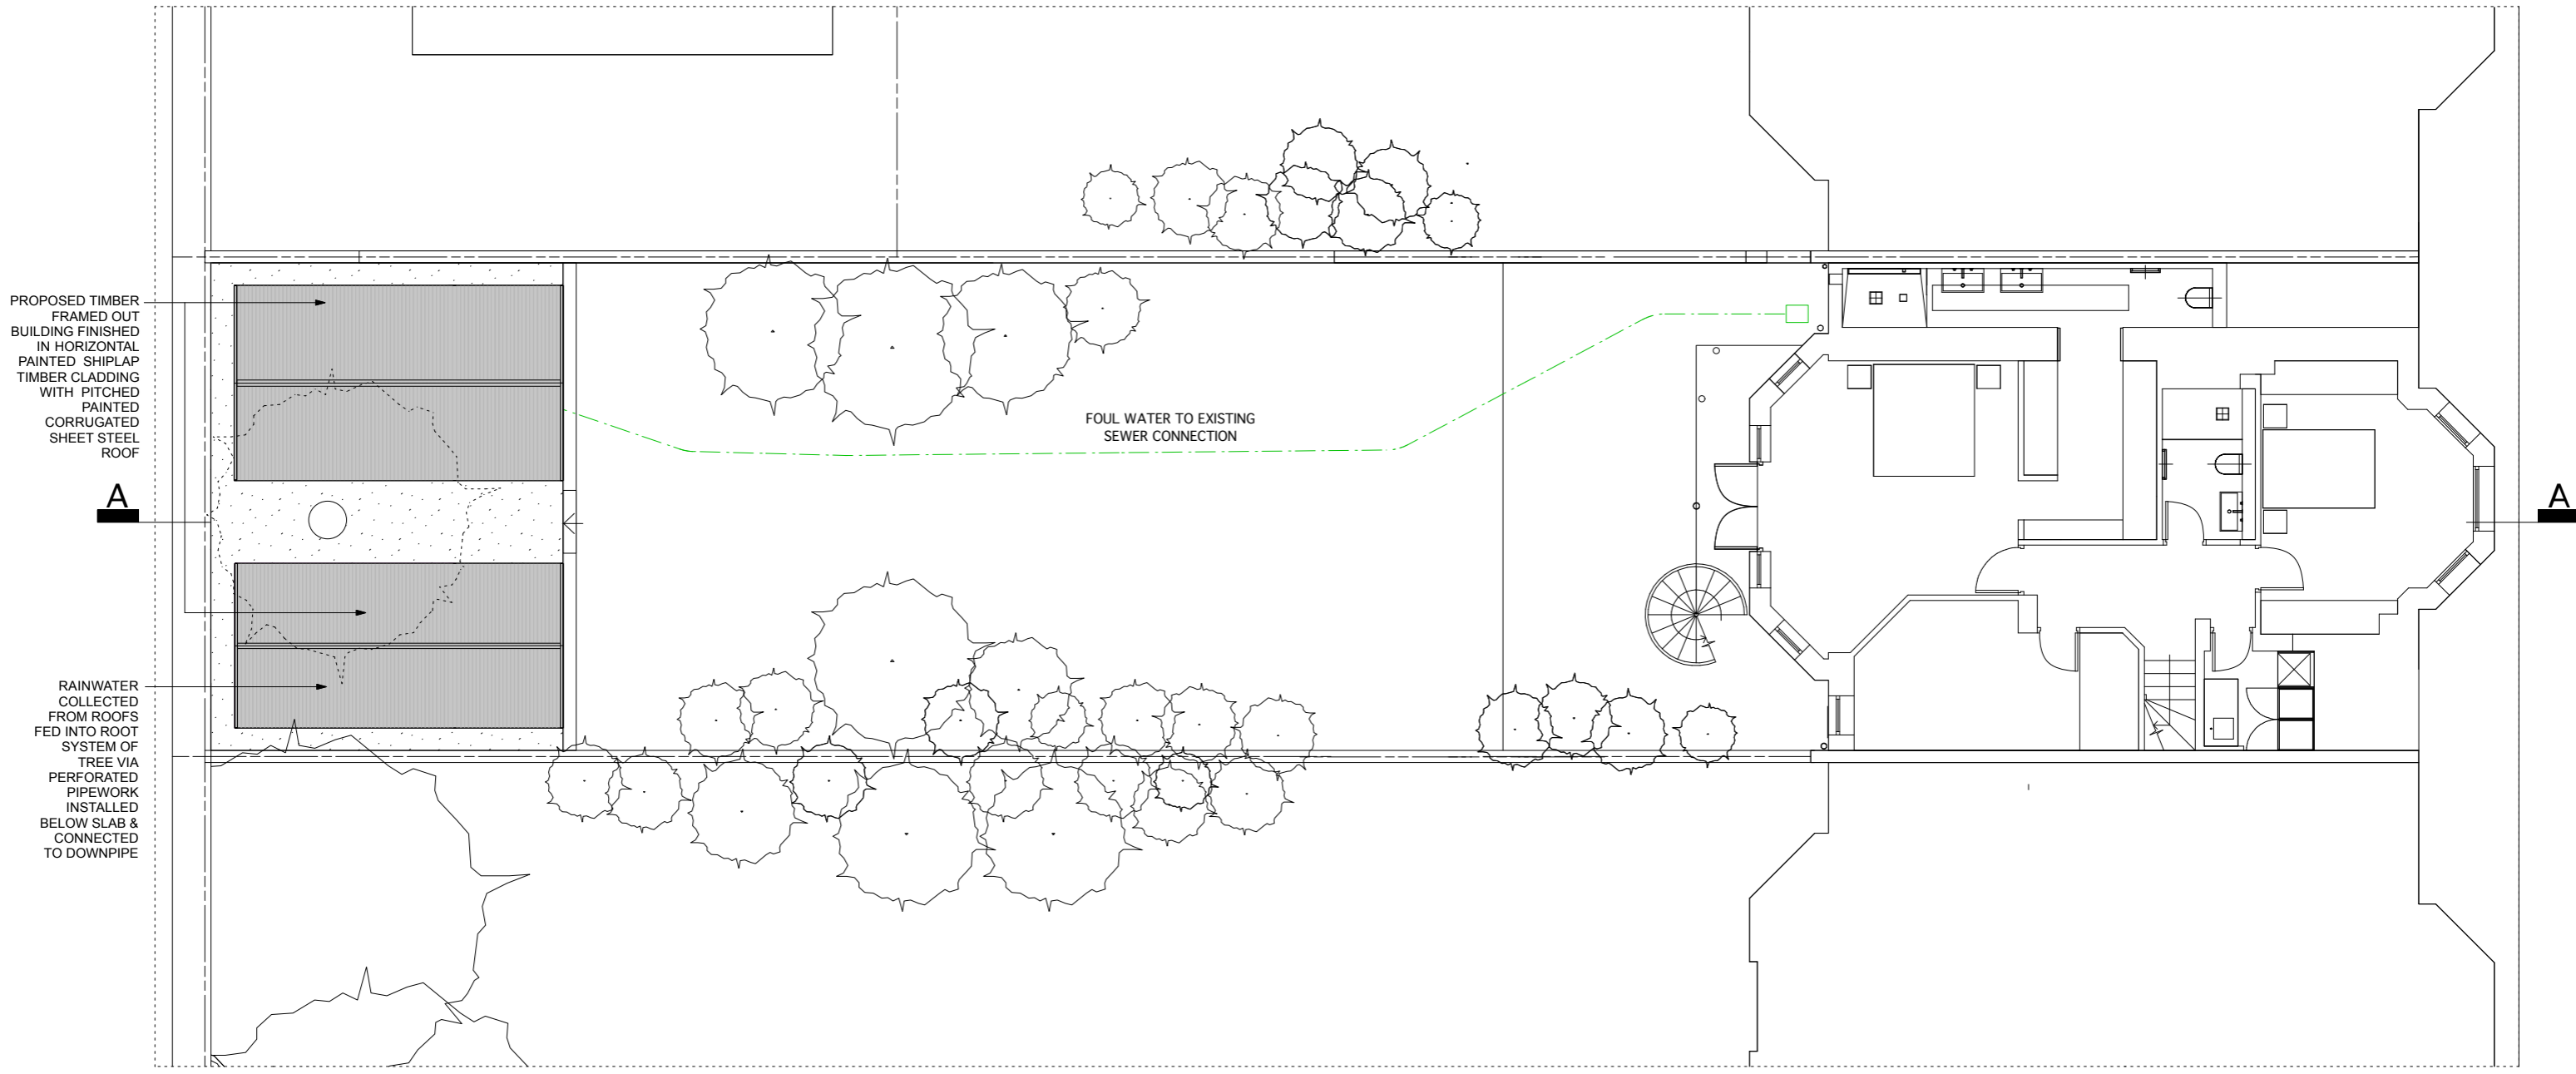 PROPOSED TIMBER
FRAMED OUT
BUILDING FINISHED
IN HORIZONTAL
PAINTED SHIPLAP
TIMBER CLADDING
WITH PITCHED
PAINTED
CORRUGATED
SHEET STEEL
ROOF
FOUL WATER TO EXISTING
SEWER CONNECTION
A
A
RAINWATER
COLLECTED
FROM ROOFS
FED INTO ROOT
SYSTEM OF
TREE VIA
PERFORATED
PIPEWORK
INSTALLED
BELOW SLAB &
CONNECTED
TO DOWNPIPE